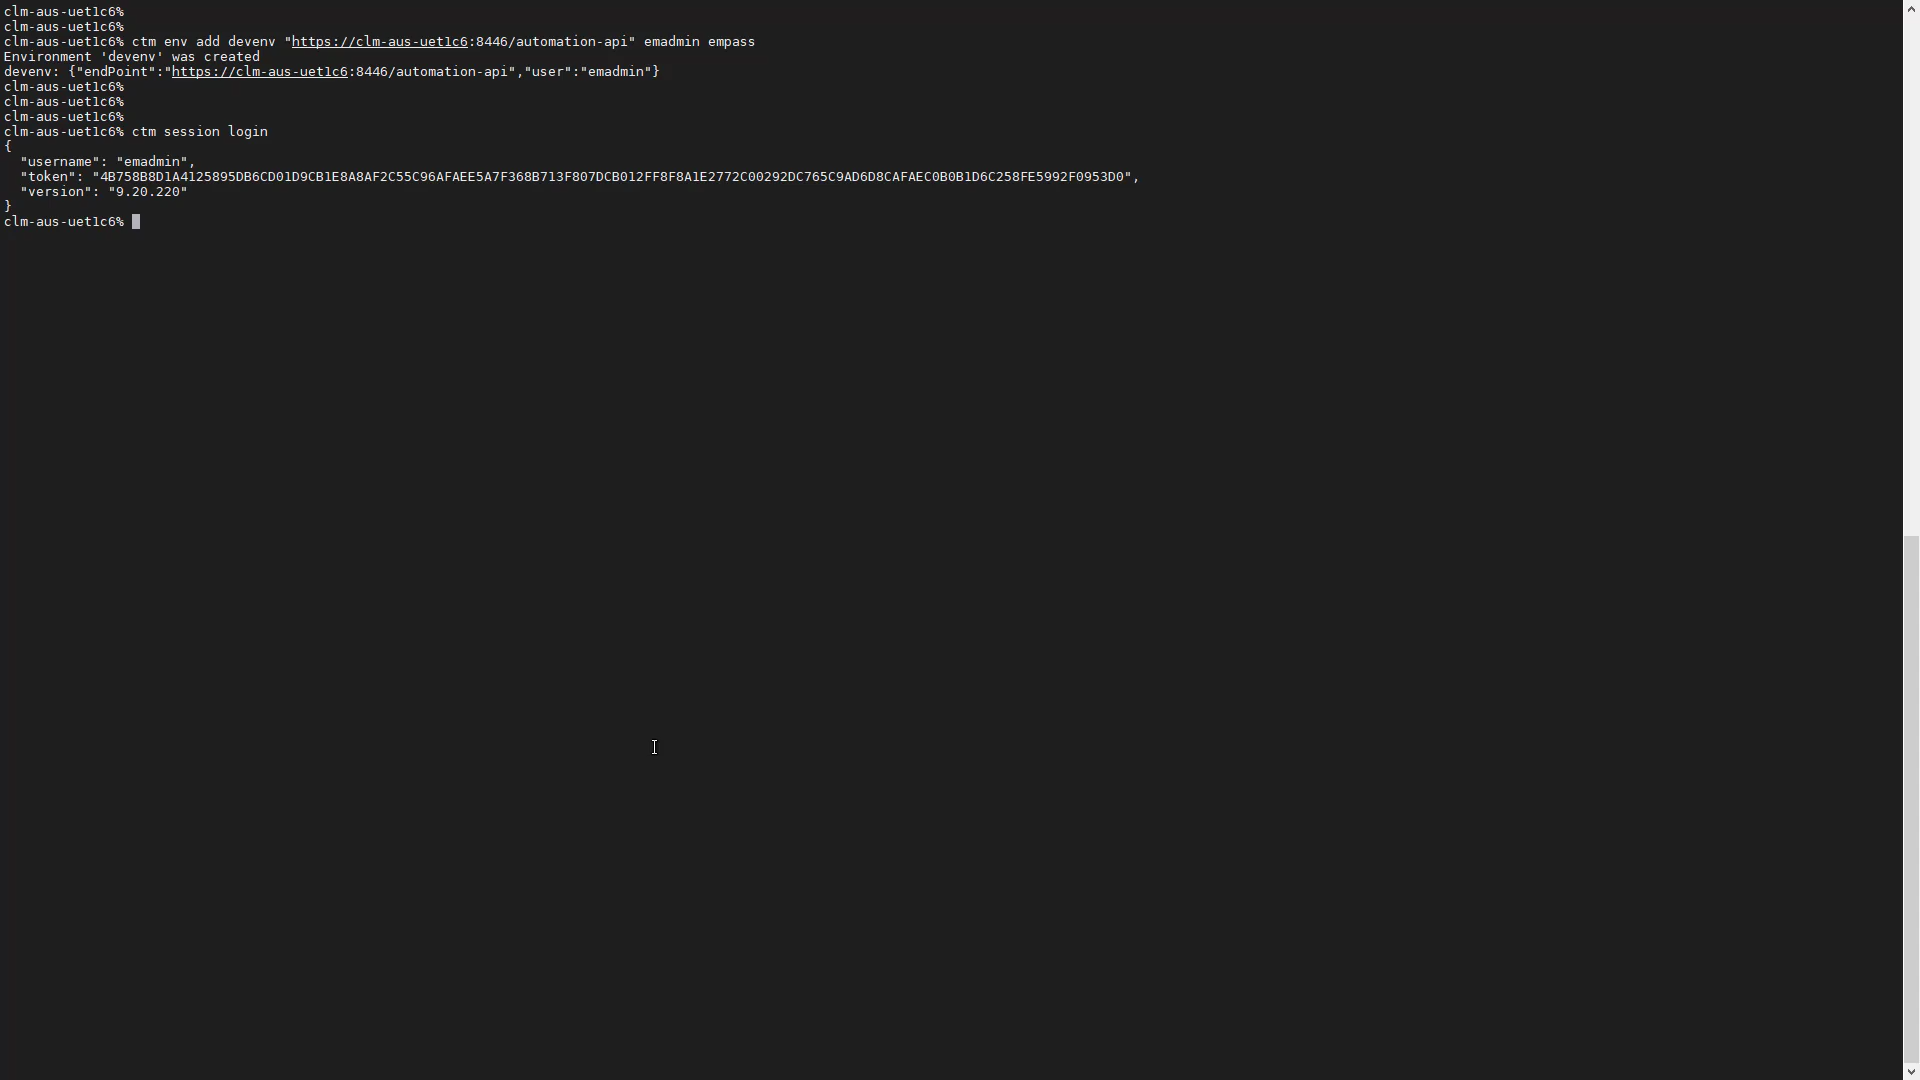 clm-aus-uet1c6%
clm-aus-uet1c6%
clm-aus-uet1c6% ctm env add devenv "https://clm-aus-uet1c6:8446/automation-api" emadmin empass
Environment 'devenv' was created
devenv: {"endPoint":"https://clm-aus-uet1c6:8446/automation-api","user":"emadmin"}
clm-aus-uet1c6%
clm-aus-uet1c6%
clm-aus-uet1c6%
clm-aus-uet1c6% ctm session login
{
  "username": "emadmin",
  "token": "4B758B8D1A4125895DB6CD01D9CB1E8A8AF2C55C96AFAEE5A7F368B713F807DCB012FF8F8A1E2772C00292DC765C9AD6D8CAFAEC0B0B1D6C258FE5992F0953D0",
  "version": "9.20.220"
}
clm-aus-uet1c6%